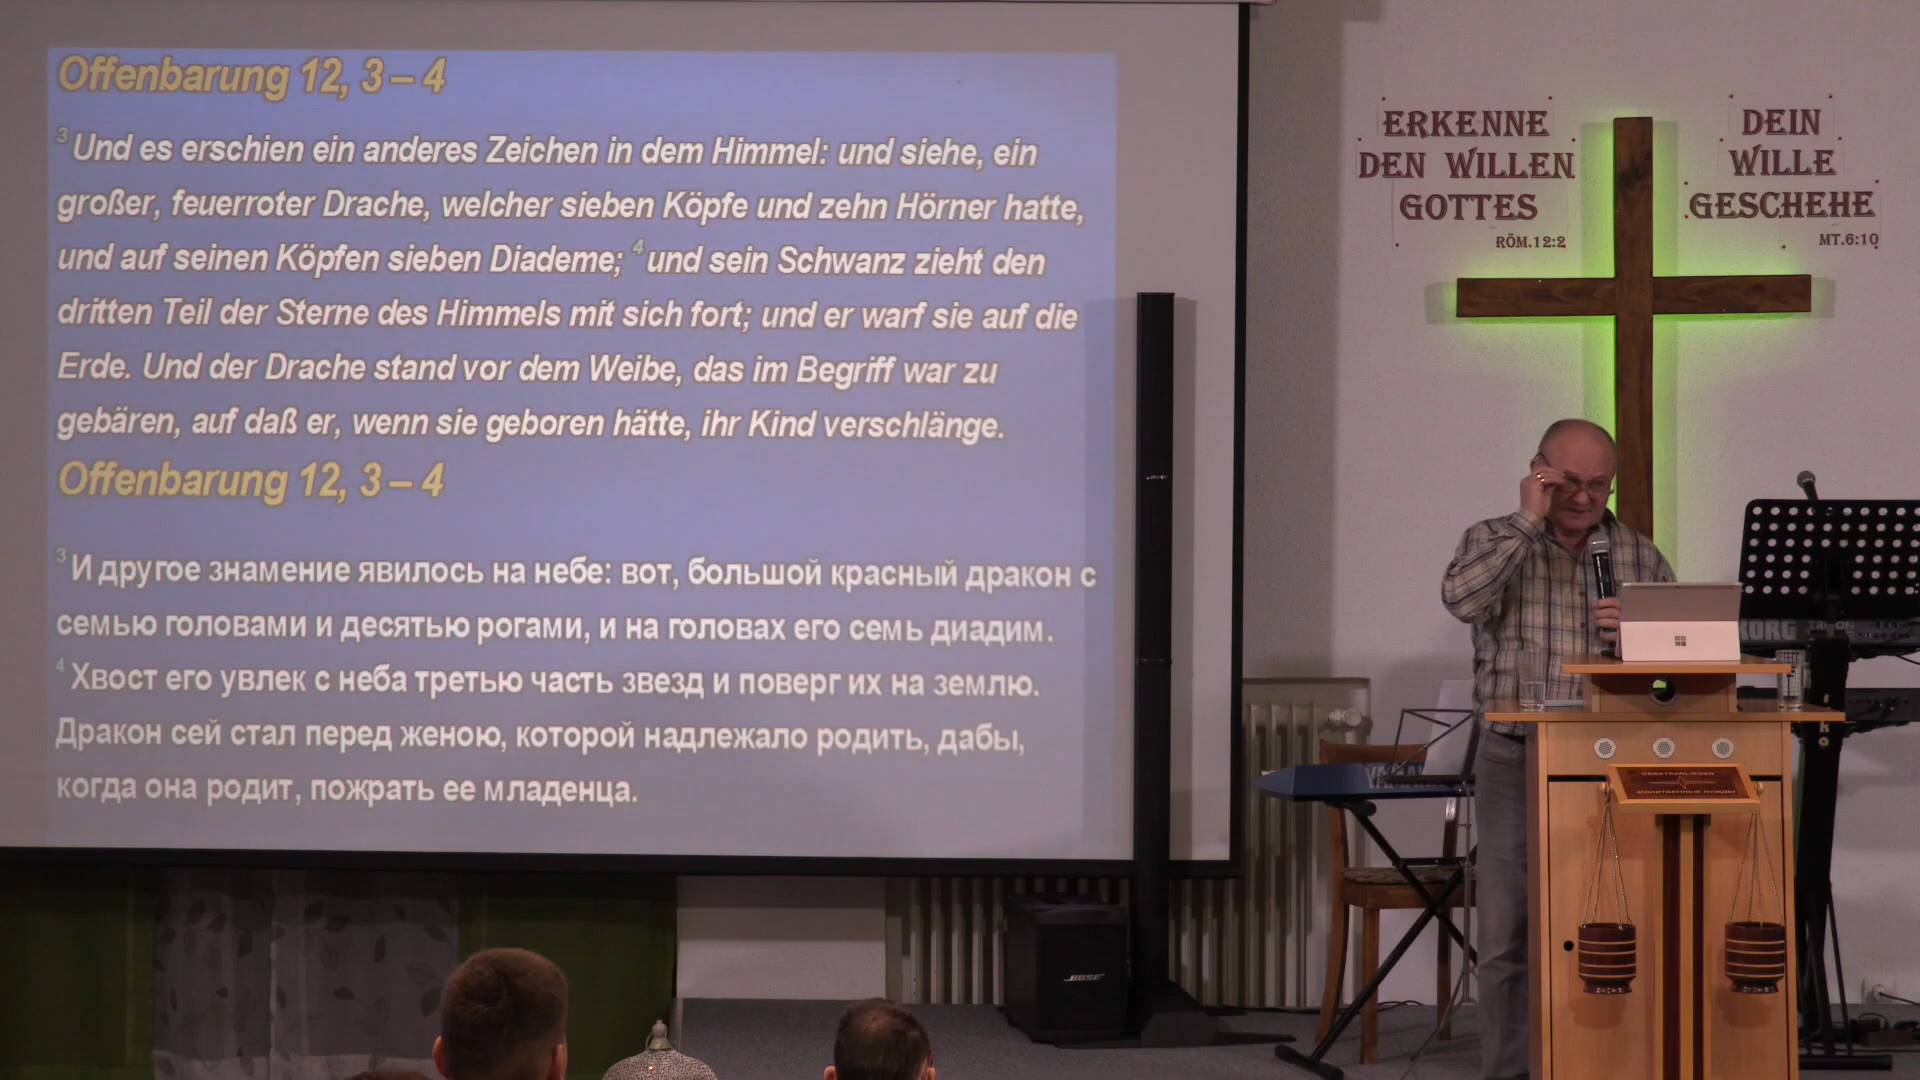 Offenbarung 12, 3 – 4
3 Und es erschien ein anderes Zeichen in dem Himmel: und siehe, ein
großer, feuerroter Drache, welcher sieben Köpfe und zehn Hörner hatte,
und auf seinen Köpfen sieben Diademe; 4 und sein Schwanz zieht den
dritten Teil der Sterne des Himmels mit sich fort; und er warf sie auf die
Erde. Und der Drache stand vor dem Weibe, das im Begriff war zu
gebären, auf daß er, wenn sie geboren hätte, ihr Kind verschlänge.
Offenbarung 12, 3 – 4
3 И другое знамение явилось на небе: вот, большой красный дракон с
семью головами и десятью рогами, и на головах его семь диадим.
4 Хвост его увлек с неба третью часть звезд и поверг их на землю.
Дракон сей стал перед женою, которой надлежало родить, дабы,
когда она родит, пожрать ее младенца.
ERKENNE
DEN WILLEN
GOTTES
RÖM.12:2
DEIN
WILLE
GESCHEHE
MT.6:10
KORG TRITON
YAMAHA
GEBETSANLIEGEN
МОЛИТВЕННЫЕ НУЖДЫ
BOSE